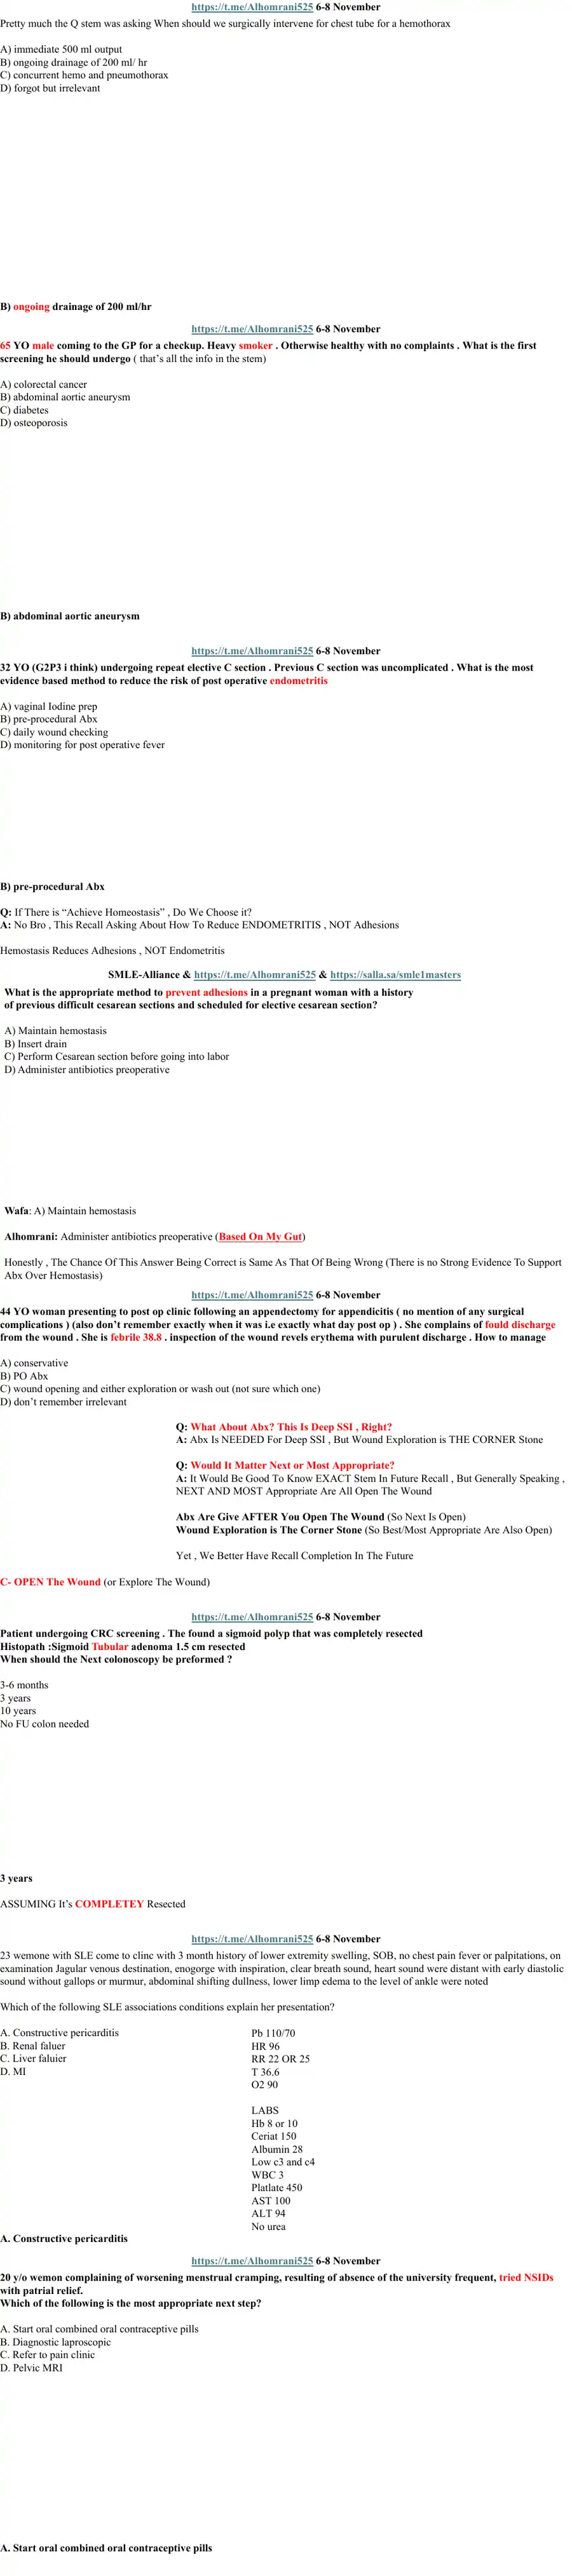 https://t.me/Alhomrani525 6-8 November
Pretty much the Q stem was asking When should we surgically intervene for chest tube for a hemothorax
A) immediate 500 ml output
B) ongoing drainage of 200 ml/ hr
C) concurrent hemo and pneumothorax
D) forgot but irrelevant
B) ongoing drainage of 200 ml/hr
https://t.me/Alhomrani525 6-8 November
65 YO male coming to the GP for a checkup. Heavy smoker . Otherwise healthy with no complaints . What is the first
screening he should undergo ( that's all the info in the stem)
A) colorectal cancer
B) abdominal aortic aneurysm
C) diabetes
D) osteoporosis
B) abdominal aortic aneurysm
https://t.me/Alhomrani525 6-8 November
32 YO (G2P3 i think) undergoing repeat elective C section . Previous C section was uncomplicated . What is the most
evidence based method to reduce the risk of post operative endometritis
A) vaginal Iodine prep
B) pre-procedural Abx
C) daily wound checking
D) monitoring for post operative fever
B) pre-procedural Abx
Q: If There is “Achieve Homeostasis” , Do We Choose it?
A: No Bro , This Recall Asking About How To Reduce ENDOMETRITIS , NOT Adhesions
Hemostasis Reduces Adhesions , NOT Endometritis
SMLE-Alliance & https://t.me/Alhomrani525 & https://salla.sa/smle1masters
What is the appropriate method to prevent adhesions in a pregnant woman with a history
of previous difficult cesarean sections and scheduled for elective cesarean section?
A) Maintain hemostasis
B) Insert drain
C) Perform Cesarean section before going into labor
D) Administer antibiotics preoperative
Wafa: A) Maintain hemostasis
Alhomrani: Administer antibiotics preoperative (Based On My Gut)
Honestly , The Chance Of This Answer Being Correct is Same As That Of Being Wrong (There is no Strong Evidence To Support
Abx Over Hemostasis)
https://t.me/Alhomrani525 6-8 November
44 YO woman presenting to post op clinic following an appendectomy for appendicitis ( no mention of any surgical
complications ) (also don't remember exactly when it was i.e exactly what day post op ) . She complains of fould discharge
from the wound . She is febrile 38.8 . inspection of the wound revels erythema with purulent discharge . How to manage
A) conservative
B) PO Abx
C) wound opening and either exploration or wash out (not sure which one)
D) don't remember irrelevant
Q: What About Abx? This Is Deep SSI , Right?
A: Abx Is NEEDED For Deep SSI , But Wound Exploration is THE CORNER Stone
Q: Would It Matter Next or Most Appropriate?
A: It Would Be Good To Know EXACT Stem In Future Recall , But Generally Speaking ,
NEXT AND MOST Appropriate Are All Open The Wound
Abx Are Give AFTER You Open The Wound (So Next Is Open)
Wound Exploration is The Corner Stone (So Best/Most Appropriate Are Also Open)
Yet , We Better Have Recall Completion In The Future
C- OPEN The Wound (or Explore The Wound)
https://t.me/Alhomrani525 6-8 November
Patient undergoing CRC screening . The found a sigmoid polyp that was completely resected
Histopath :Sigmoid Tubular adenoma 1.5 cm resected
When should the Next colonoscopy be preformed ?
3-6 months
3 years
10 years
No FU colon needed
3 years
ASSUMING It's COMPLETEY Resected
https://t.me/Alhomrani525 6-8 November
23 wemone with SLE come to clinc with 3 month history of lower extremity swelling, SOB, no chest pain fever or palpitations, on
examination Jagular venous destination, enogorge with inspiration, clear breath sound, heart sound were distant with early diastolic
sound without gallops or murmur, abdominal shifting dullness, lower limp edema to the level of ankle were noted
Which of the following SLE associations conditions explain her presentation?
A. Constructive pericarditis
B. Renal faluer
C. Liver faluier
D. MI
Pb 110/70
HR 96
RR 22 OR 25
T 36.6
O2 90
LABS
Hb 8 or 10
Ceriat 150
Albumin 28
Low c3 and c4
WBC 3
Platlate 450
AST 100
ALT 94
No urea
A. Constructive pericarditis
https://t.me/Alhomrani525 6-8 November
20 y/o wemon complaining of worsening menstrual cramping, resulting of absence of the university frequent, tried NSIDs
with patrial relief.
Which of the following is the most appropriate next step?
A. Start oral combined oral contraceptive pills
B. Diagnostic laproscopic
C. Refer to pain clinic
D. Pelvic MRI
A. Start oral combined oral contraceptive pills